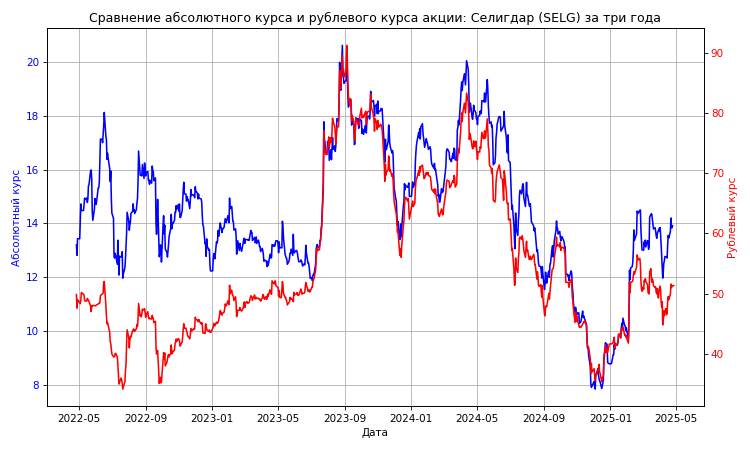 Сравнение абсолютного курса и рублевого курса акции: Селигдар (SELG) за три года
Абсолютный курс
20
18
16
14
12
10
8
90
80
70
60
50
40
Рублевый курс
2022-05 2022-09 2023-01 2023-05 2023-09 2024-01 2024-05 2024-09 2025-01 2025-05
Дата